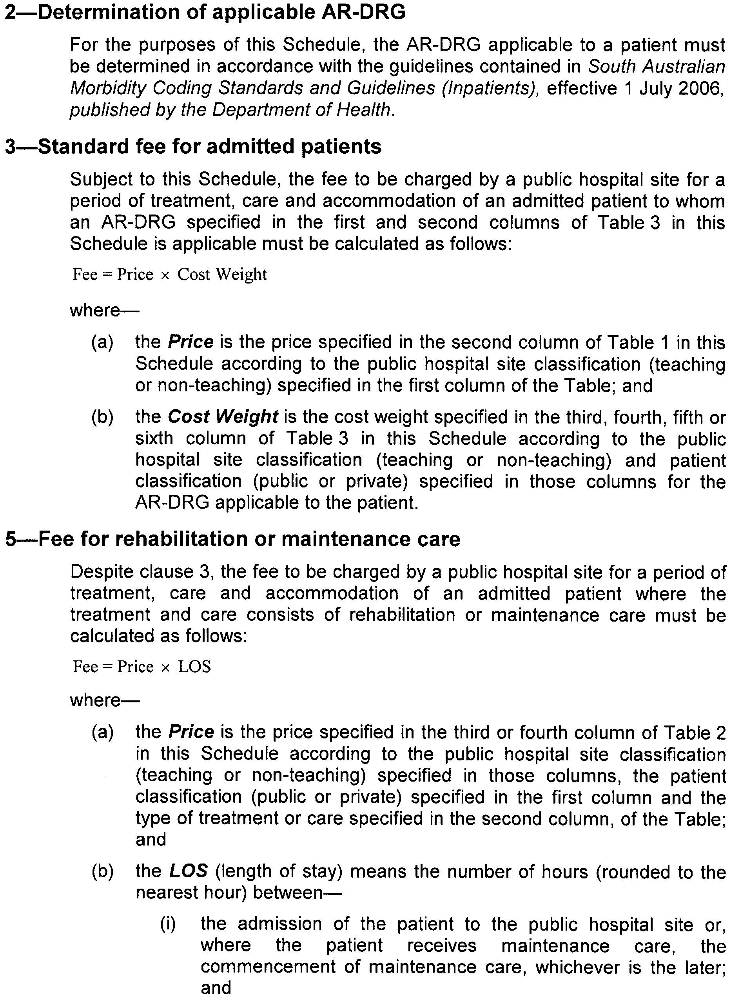 2—Determination of applicable AR-DRG
For the purposes of this Schedule, the AR-DRG applicable to a patient must
be determined in accordance with the guidelines contained in South Australian
Morbidity Coding Standards and Guidelines (Inpatients), effective 1 July 2006,
published by the Department of Health.
3—Standard fee for admitted patients
Subject to this Schedule, the fee to be charged by a public hospital site for a
period of treatment, care and accommodation of an admitted patient to whom
an AR-DRG specified in the first and second columns of Table 3 in this
Schedule is applicable must be calculated as follows:
Fee = Price × Cost Weight
where—
(a) the Price is the price specified in the second column of Table 1 in this
Schedule according to the public hospital site classification (teaching
or non-teaching) specified in the first column of the Table; and
(b) the Cost Weight is the cost weight specified in the third, fourth, fifth or
sixth column of Table 3 in this Schedule according to the public
hospital site classification (teaching or non-teaching) and patient
classification (public or private) specified in those columns for the
AR-DRG applicable to the patient.
5—Fee for rehabilitation or maintenance care
Despite clause 3, the fee to be charged by a public hospital site for a period of
treatment, care and accommodation of an admitted patient where the
treatment and care consists of rehabilitation or maintenance care must be
calculated as follows:
Fee = Price × LOS
where—
(a) the Price is the price specified in the third or fourth column of Table 2
in this Schedule according to the public hospital site classification
(teaching or non-teaching) specified in those columns, the patient
classification (public or private) specified in the first column and the
type of treatment or care specified in the second column, of the Table;
and
(b) the LOS (length of stay) means the number of hours (rounded to the
nearest hour) between—
(i) the admission of the patient to the public hospital site or,
where the patient receives maintenance care, the
commencement of maintenance care, whichever is the later;
and